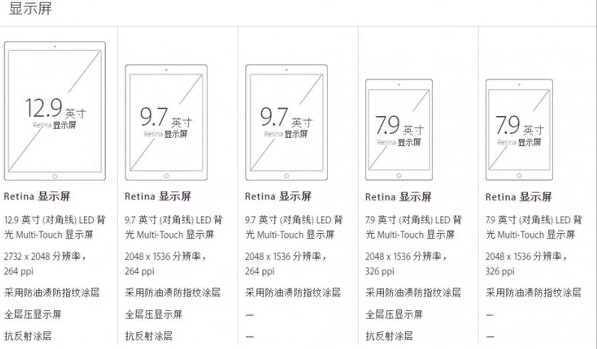 显示屏
12.9 英寸
Retina 显示屏
9.7 英寸
Retina 显示屏
9.7 英寸
Retina 显示屏
7.9 英寸
Retina 显示屏
7.9 英寸
Retina 显示屏
Retina 显示屏
12.9 英寸 (对角线) LED 背
光 Multi-Touch 显示屏
2732 x 2048 分辨率，
264 ppi
采用防油渍防指纹涂层
全层压显示屏
抗反射涂层
Retina 显示屏
9.7 英寸 (对角线) LED 背
光 Multi-Touch 显示屏
2048 x 1536 分辨率，
264 ppi
采用防油渍防指纹涂层
全层压显示屏
抗反射涂层
Retina 显示屏
9.7 英寸 (对角线) LED 背
光 Multi-Touch 显示屏
2048 x 1536 分辨率，
264 ppi
采用防油渍防指纹涂层
—
—
Retina 显示屏
7.9 英寸 (对角线) LED 背
光 Multi-Touch 显示屏
2048 x 1536 分辨率，
326 ppi
采用防油渍防指纹涂层
全层压显示屏
抗反射涂层
Retina 显示屏
7.9 英寸 (对角线) LED 背
光 Multi-Touch 显示屏
2048 x 1536 分辨率，
326 ppi
采用防油渍防指纹涂层
—
—